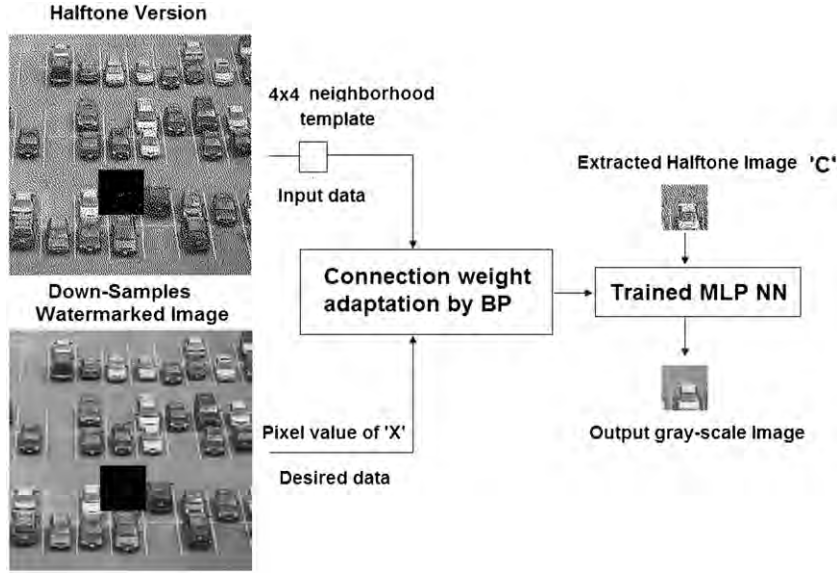 Halftone Version
4x4 neighborhood
template
Input data
Extracted Halftone Image 'C'
Down-Samples
Watermarked Image
Connection weight
adaptation by BP
Trained MLP NN
Pixel value of 'X'
Desired data
Output gray-scale Image